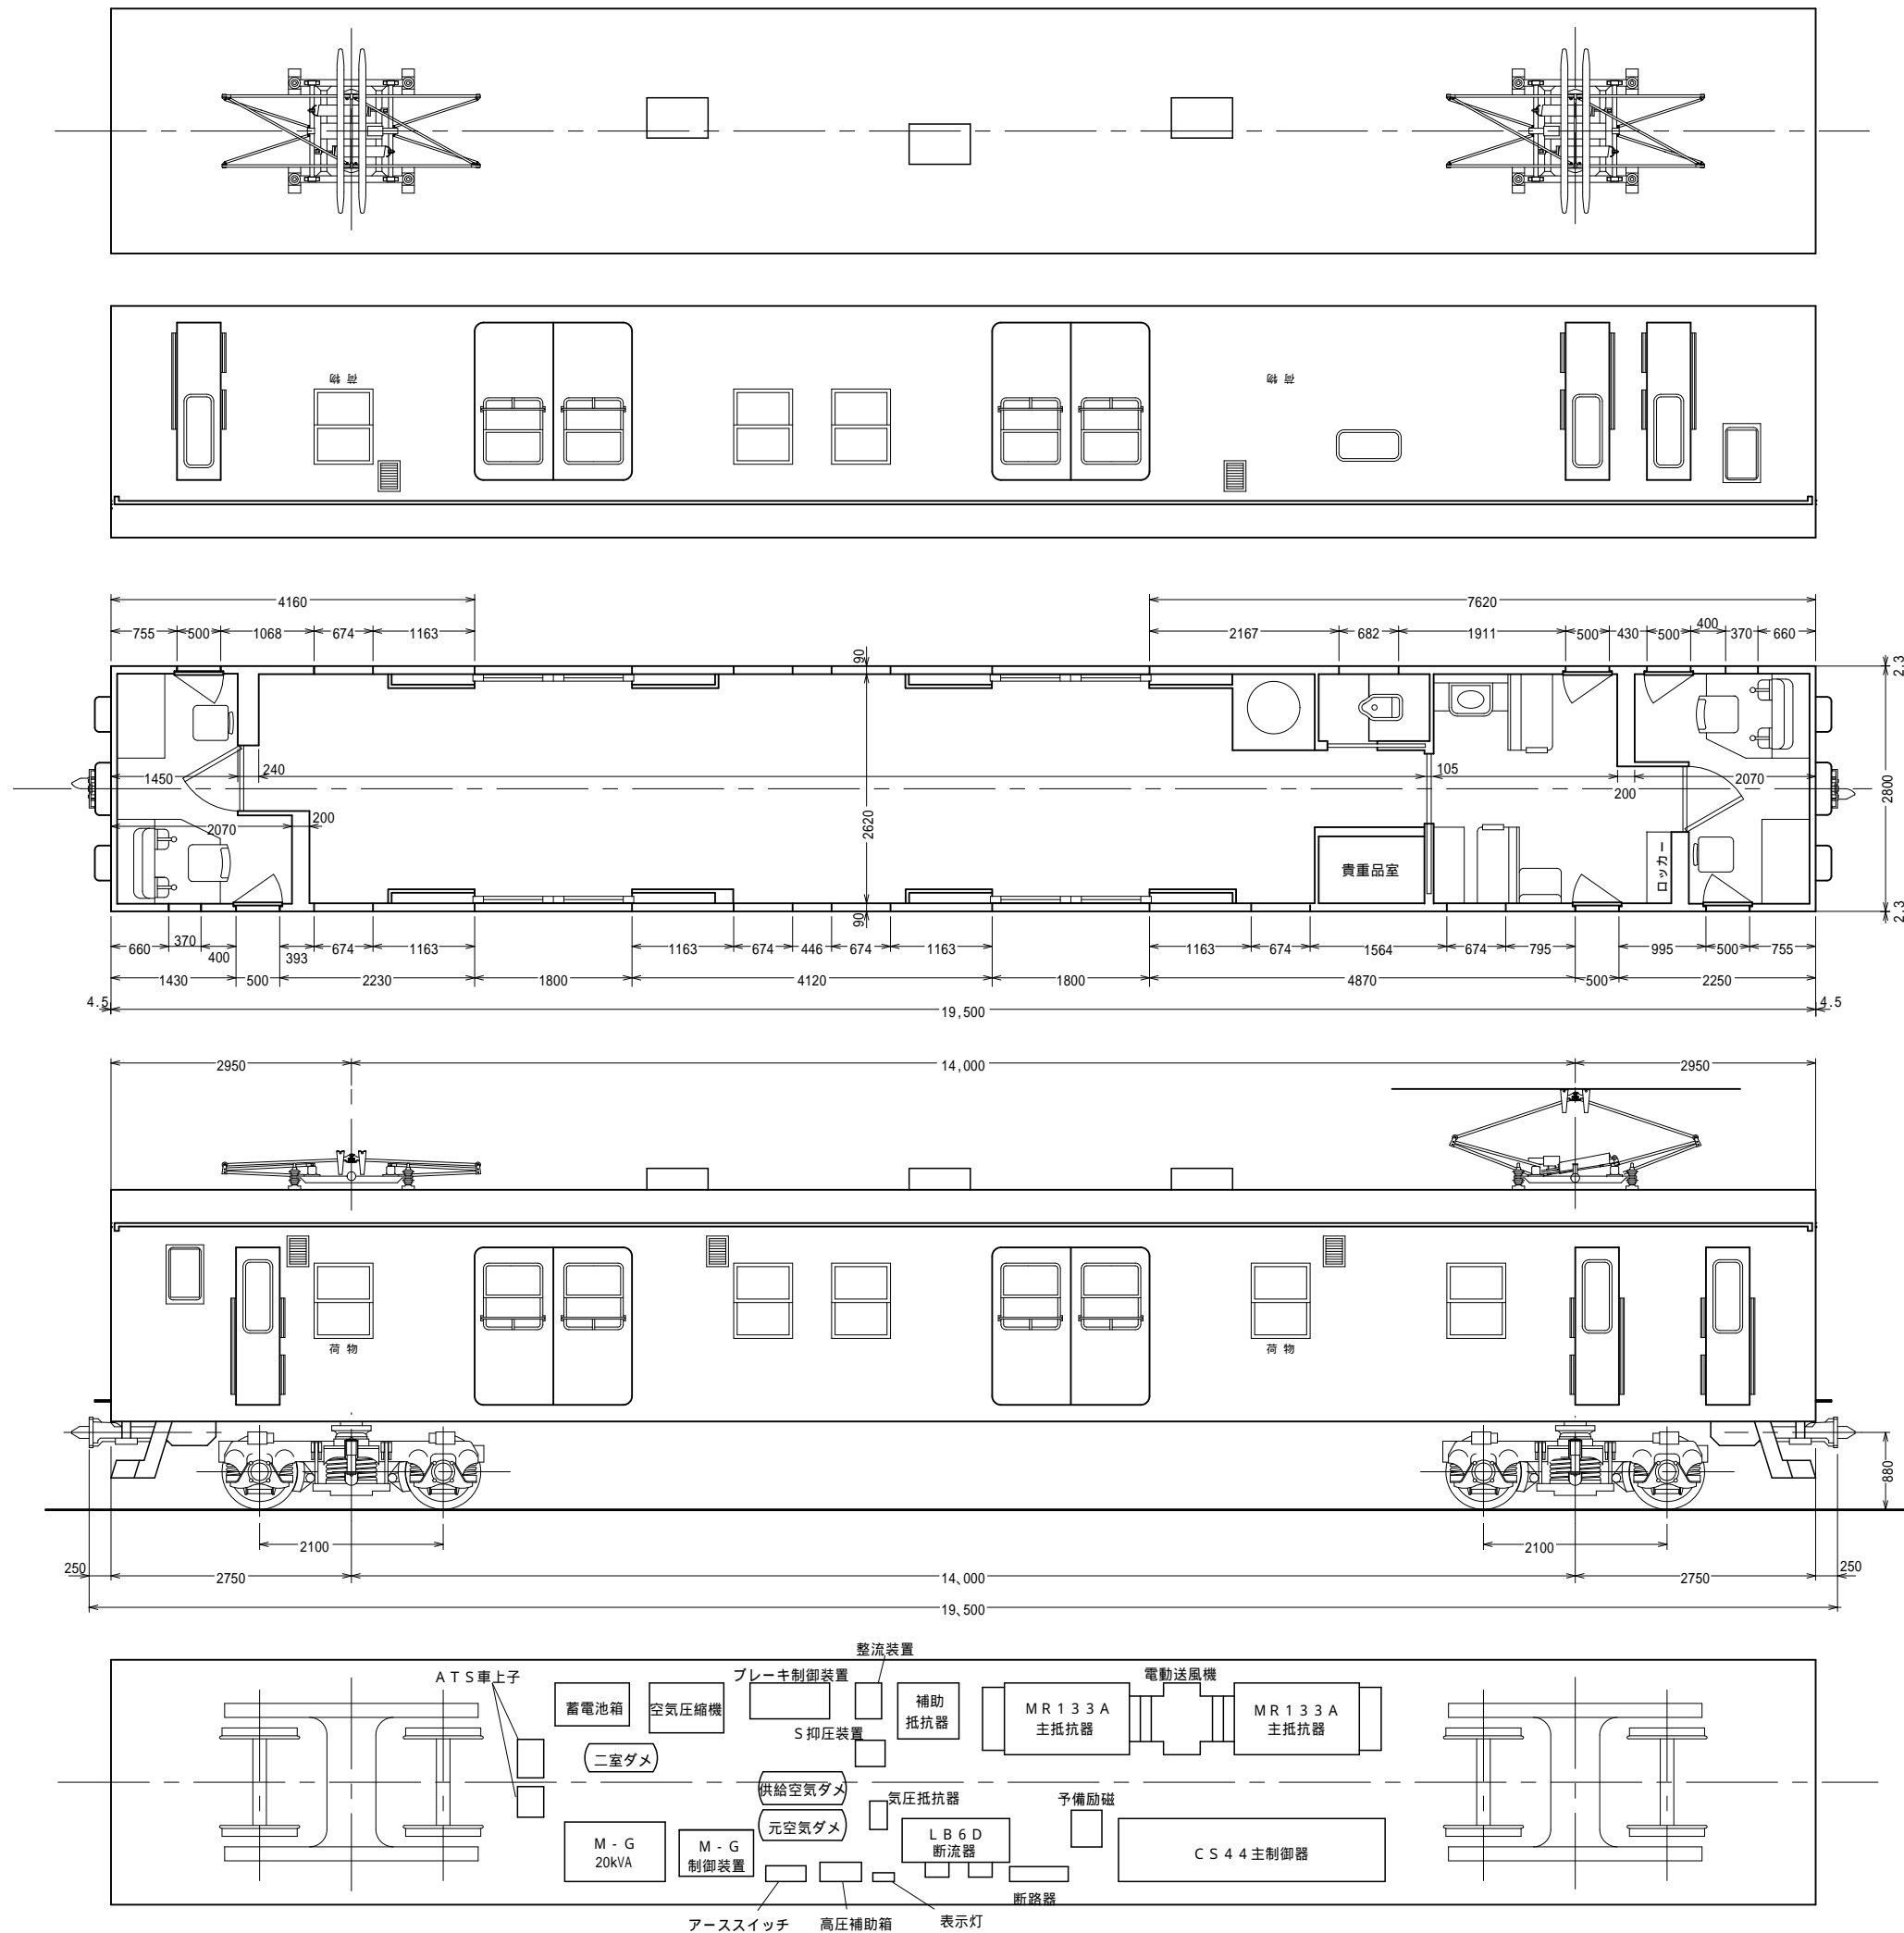 荷物
荷物
4160
7620
755
500
1068
674
1163
2167
682
1911
500
430
500
400
370
660
90
2.3
1450
240
105
2070
2800
2070
200
2620
200
貴重品室
ロッカー
90
2.3
660
370
400
393
674
1163
1163
674
446
674
1163
1163
674
1564
674
795
995
500
755
1430
500
2230
1800
4120
1800
4870
500
2250
4.5
19,500
4.5
2950
14,000
2950
荷物
荷物
880
2100
2100
250
2750
14、000
2750
250
19、500
整流装置
ATS車上子
ブレーキ制御装置
電動送風機
蓄電池箱
空気圧縮機
補助
抵抗器
MR133A
主抵抗器
MR133A
主抵抗器
S抑圧装置
二室ダメ
供給空気ダメ
気圧抵抗器
予備励磁
元空気ダメ
LB6D
断流器
M-G
20kVA
M-G
制御装置
CS44主制御器
断路器
アーススイッチ
高圧補助箱
表示灯